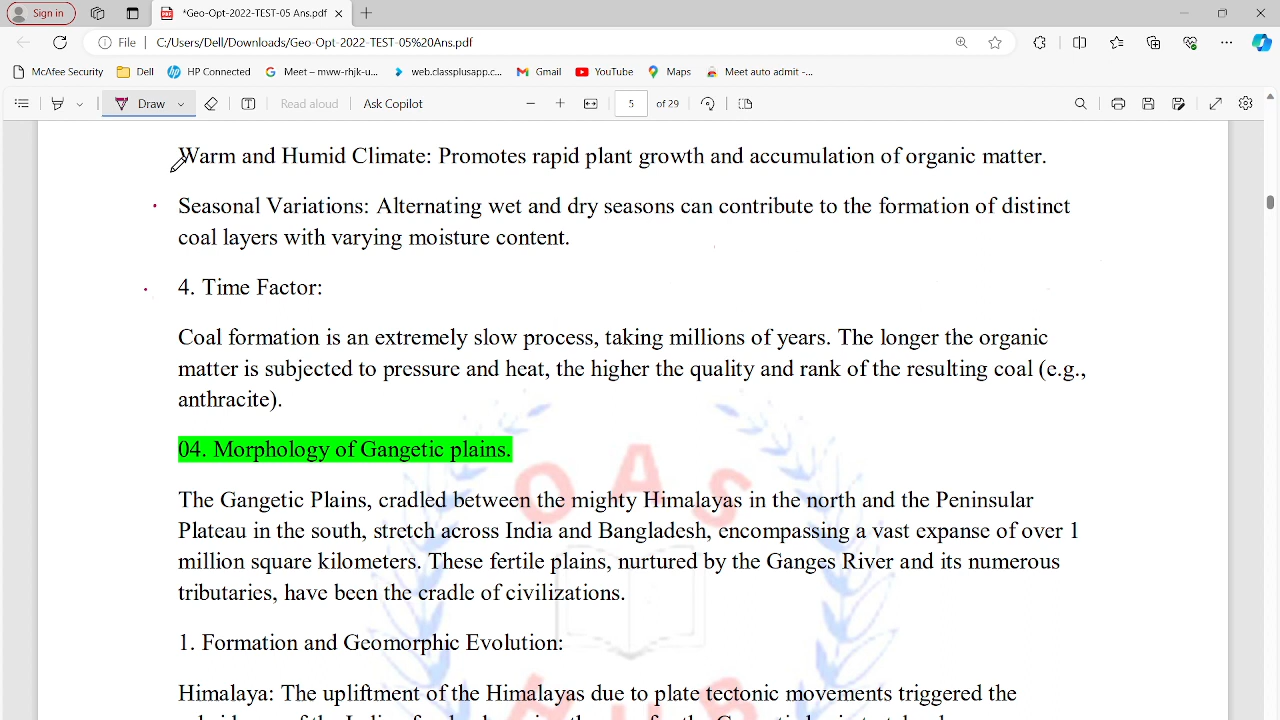 Sign in
*Geo-Opt-2022-TEST-05 Ans.pdf
File C:/Users/Dell/Downloads/Geo-Opt-2022-TEST-05%20Ans.pdf
McAfee Security Dell HP Connected Meet – mvw-rhjk-u... web.classplusapp.c... Gmail YouTube Maps Meet auto admit -...
Draw Read aloud Ask Copilot 5 of 29
Warm and Humid Climate: Promotes rapid plant growth and accumulation of organic matter.
Seasonal Variations: Alternating wet and dry seasons can contribute to the formation of distinct
coal layers with varying moisture content.
4. Time Factor:
Coal formation is an extremely slow process, taking millions of years. The longer the organic
matter is subjected to pressure and heat, the higher the quality and rank of the resulting coal (e.g.,
anthracite).
04. Morphology of Gangetic plains.
The Gangetic Plains, cradled between the mighty Himalayas in the north and the Peninsular
Plateau in the south, stretch across India and Bangladesh, encompassing a vast expanse of over 1
million square kilometers. These fertile plains, nurtured by the Ganges River and its numerous
tributaries, have been the cradle of civilizations.
1. Formation and Geomorphic Evolution:
Himalaya: The upliftment of the Himalayas due to plate tectonic movements triggered the
OAS